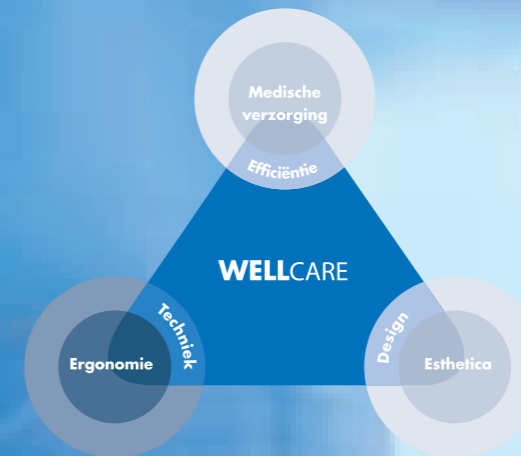 Medische
verzorging
Efficiëntie
WELLCARE
Techniek
Design
Ergonomie
Esthetica